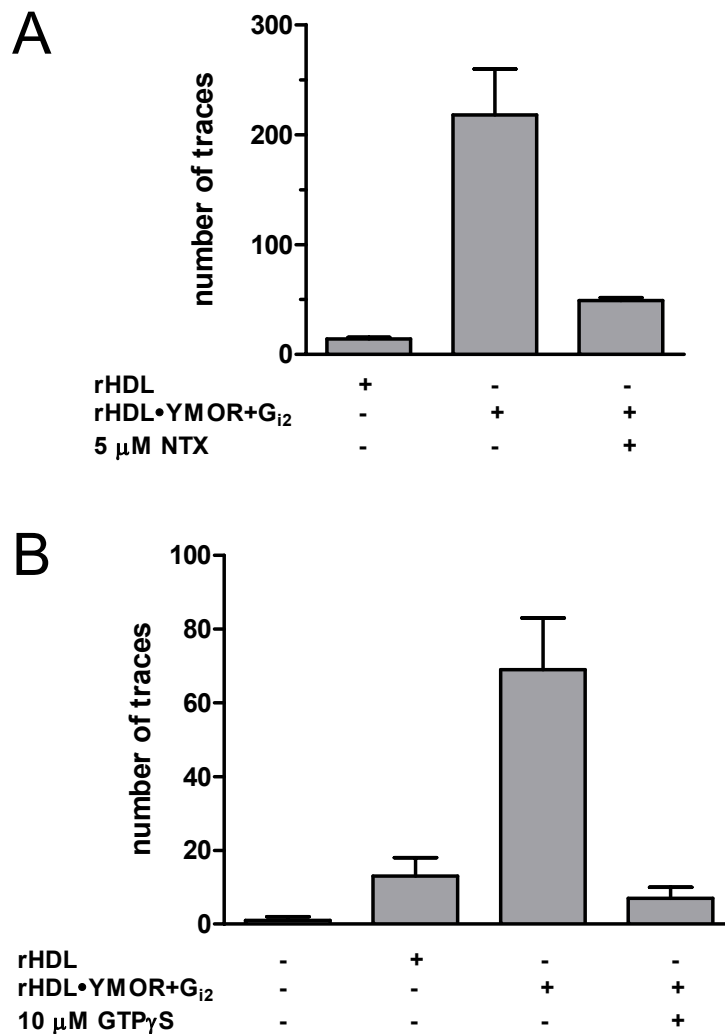 A
number of traces
300
200
100
0
rHDL + - -
rHDL•YMOR+Gi2 - + +
5 μM NTX - - +
B
number of traces
100
80
60
40
20
0
rHDL - + - -
rHDL•YMOR+Gi2 - - + +
10 μM GTPγS - - - +